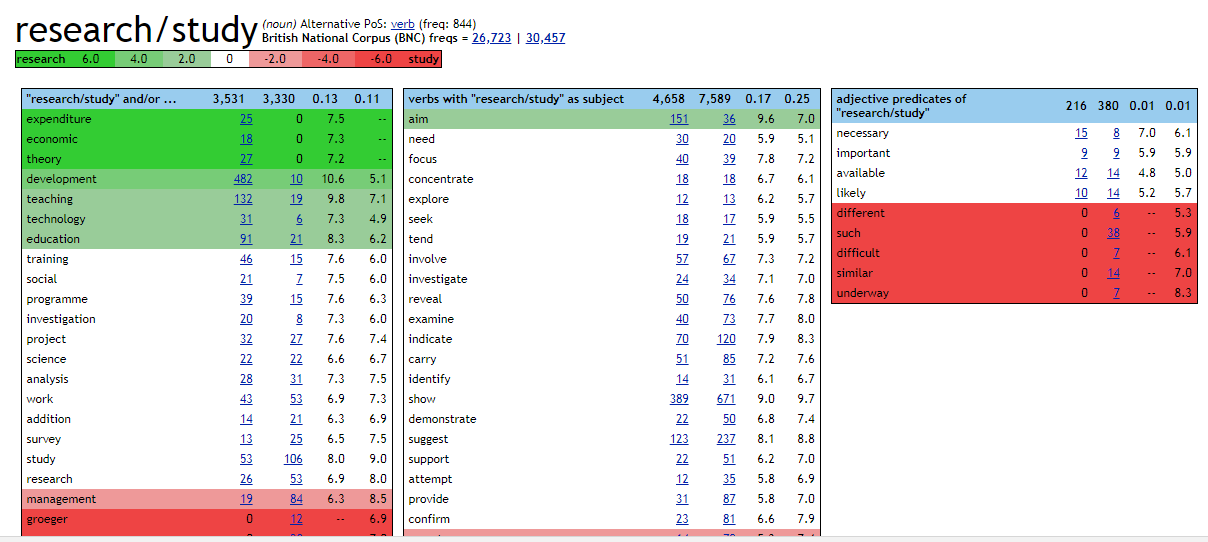 research/study (noun) Alternative PoS: verb (freq: 844)
British National Corpus (BNC) freqs = 26,723 | 30,457
research 6.0 4.0 2.0 0 -2.0 -4.0 -6.0 study
"research/study" and/or ... 3,531 3,330 0.13 0.11
expenditure 25 0 7.5 --
economic 18 0 7.3 --
theory 27 0 7.2 --
development 482 10 10.6 5.1
teaching 132 19 9.8 7.1
technology 31 6 7.3 4.9
education 91 21 8.3 6.2
training 46 15 7.6 6.0
social 21 7 7.5 6.0
programme 39 15 7.6 6.3
investigation 20 8 7.3 6.0
project 32 27 7.6 7.4
science 22 22 6.6 6.7
analysis 28 31 7.3 7.5
work 43 53 6.9 7.3
addition 14 21 6.3 6.9
survey 13 25 6.5 7.5
study 53 106 8.0 9.0
research 26 53 6.9 8.0
management 19 84 6.3 8.5
groeger 0 12 -- 6.9
verbs with "research/study" as subject 4,658 7,589 0.17 0.25
aim 151 36 9.6 7.0
need 30 20 5.9 5.1
focus 40 39 7.8 7.2
concentrate 18 18 6.7 6.1
explore 12 13 6.2 5.7
seek 18 17 5.9 5.5
tend 19 21 5.9 5.7
involve 57 67 7.3 7.2
investigate 24 34 7.1 7.0
reveal 50 76 7.6 7.8
examine 40 73 7.7 8.0
indicate 70 120 7.9 8.3
carry 51 85 7.2 7.6
identify 14 31 6.1 6.7
show 389 671 9.0 9.7
demonstrate 22 50 6.8 7.4
suggest 123 237 8.1 8.8
support 22 51 6.2 7.0
attempt 12 35 5.8 6.9
provide 31 87 5.8 7.0
confirm 23 81 6.6 7.9
adjective predicates of
"research/study" 216 380 0.01 0.01
necessary 15 8 7.0 6.1
important 9 9 5.9 5.9
available 12 14 4.8 5.0
likely 10 14 5.2 5.7
different 0 6 -- 5.3
such 0 38 -- 5.9
difficult 0 7 -- 6.1
similar 0 14 -- 7.0
underway 0 7 -- 8.3